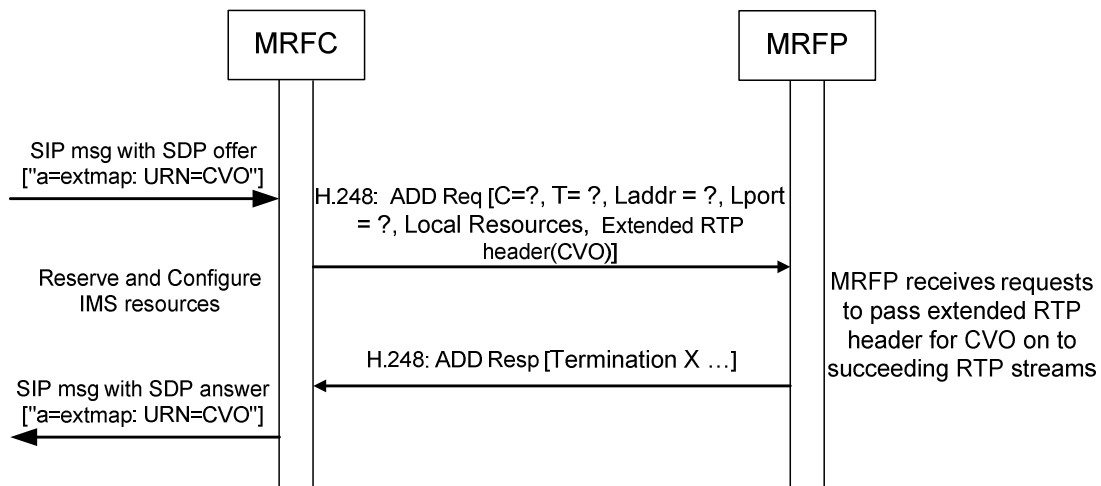 MRFC
MRFP
SIP msg with SDP offer
["a=extmap: URN=CVO"]
H.248: ADD Req [C=?, T= ?, Laddr = ?, Lport
= ?, Local Resources, Extended RTP
header(CVO)]
Reserve and Configure
IMS resources
MRFP receives requests
to pass extended RTP
header for CVO on to
succeeding RTP streams
H.248: ADD Resp [Termination X ...]
SIP msg with SDP answer
["a=extmap: URN=CVO"]